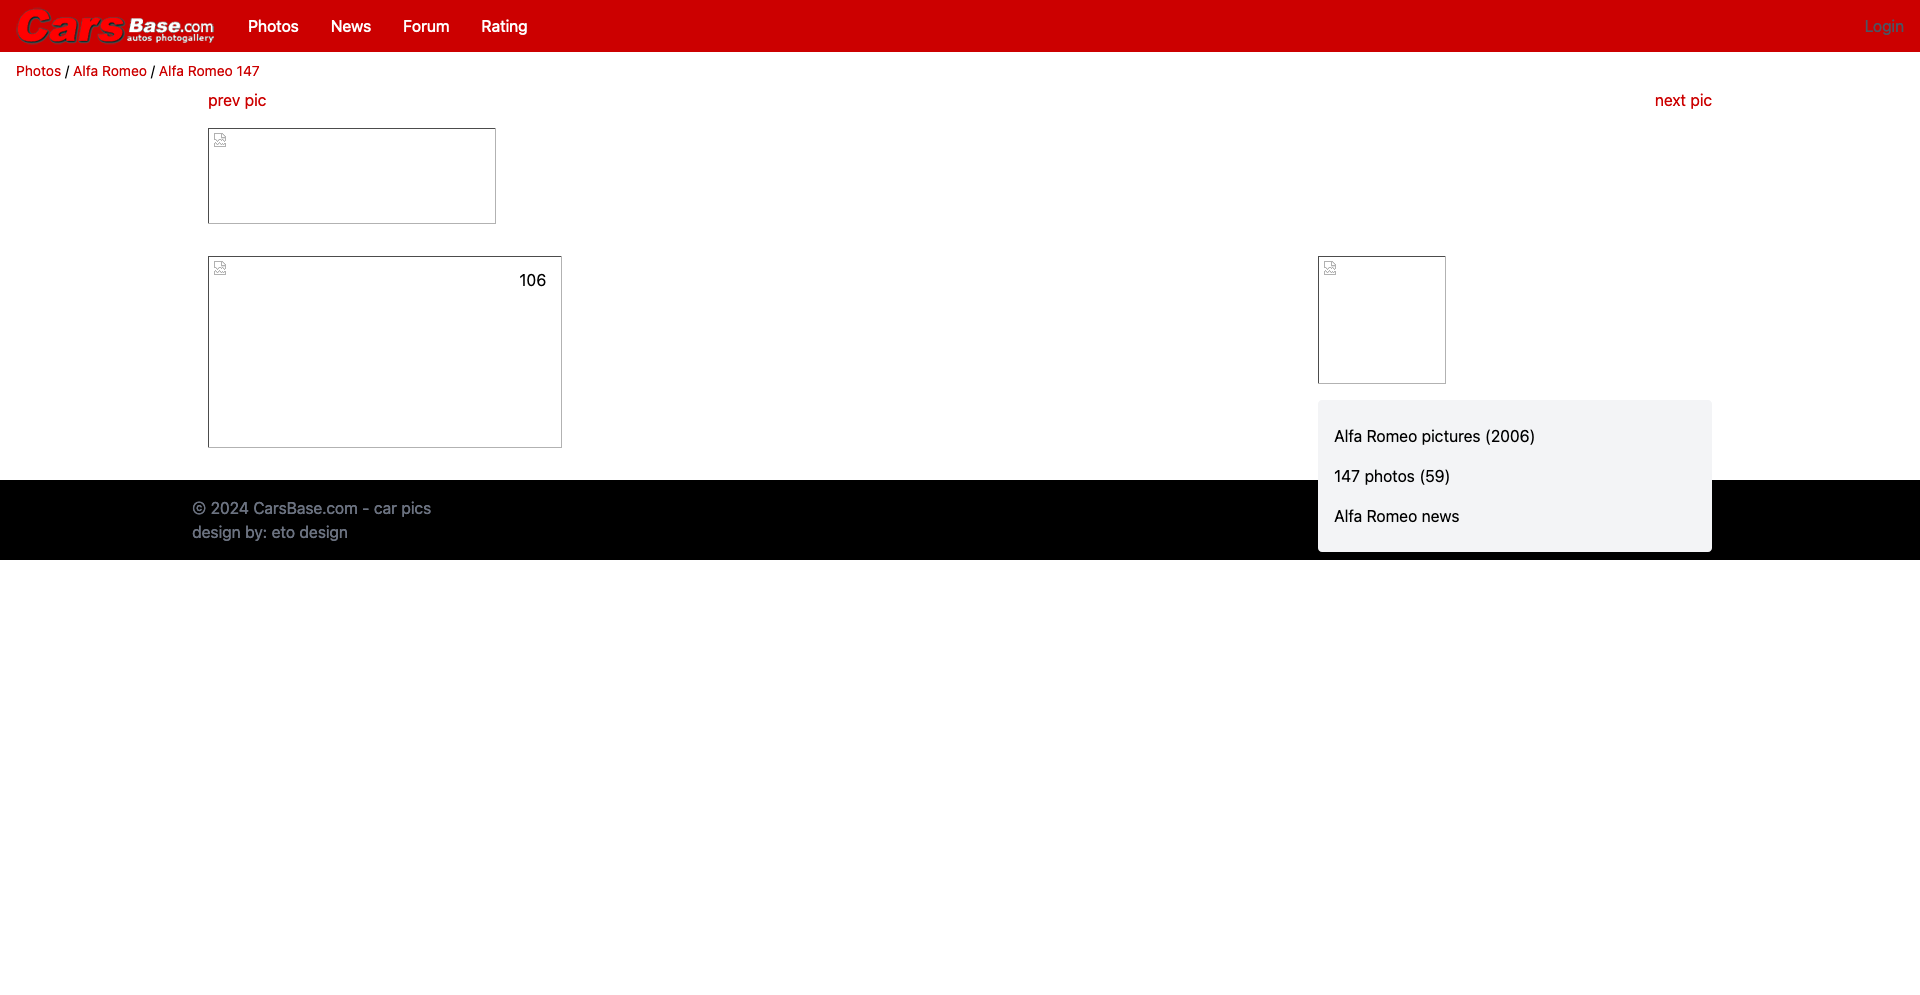 Cars Base.com
autos photogallery
Photos
News
Forum
Rating
Login
Photos / Alfa Romeo / Alfa Romeo 147
prev pic
next pic
106
Alfa Romeo pictures (2006)
147 photos (59)
Alfa Romeo news
© 2024 CarsBase.com - car pics
design by: eto design